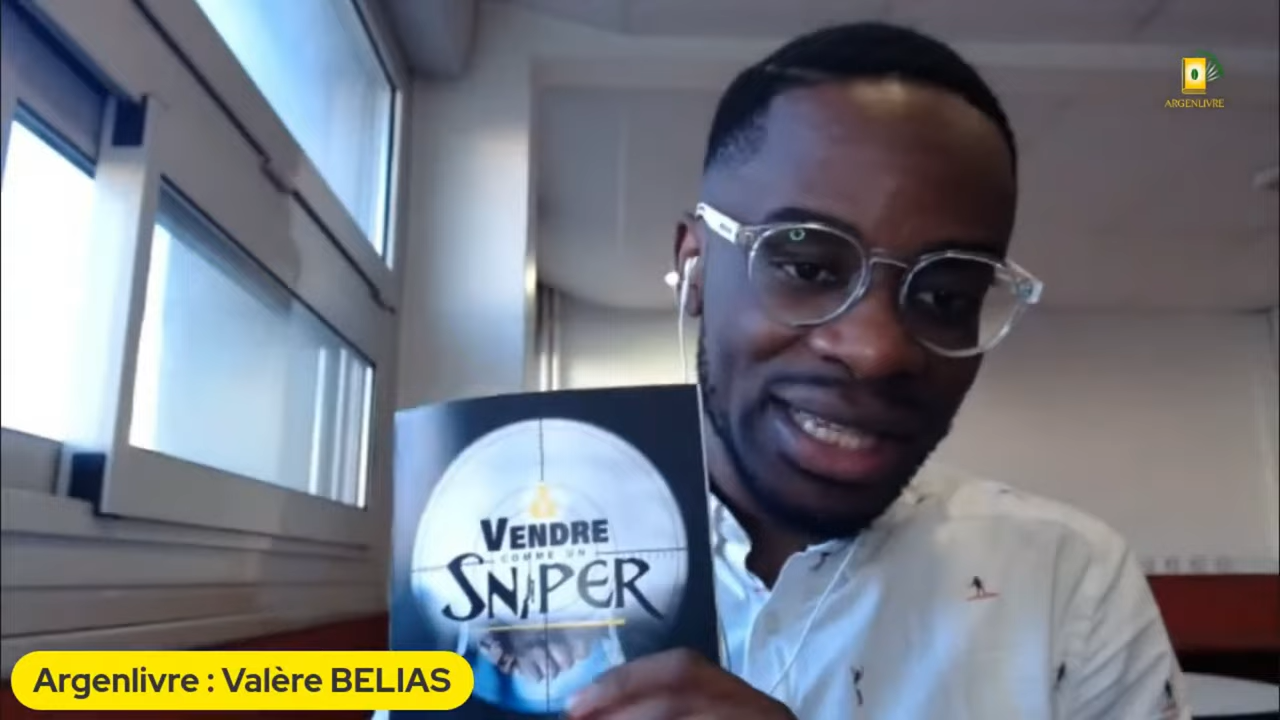 ARGENLIVRE
VENDRE
COMME UN
SNIPER
Argenlivre : Valère BELIAS